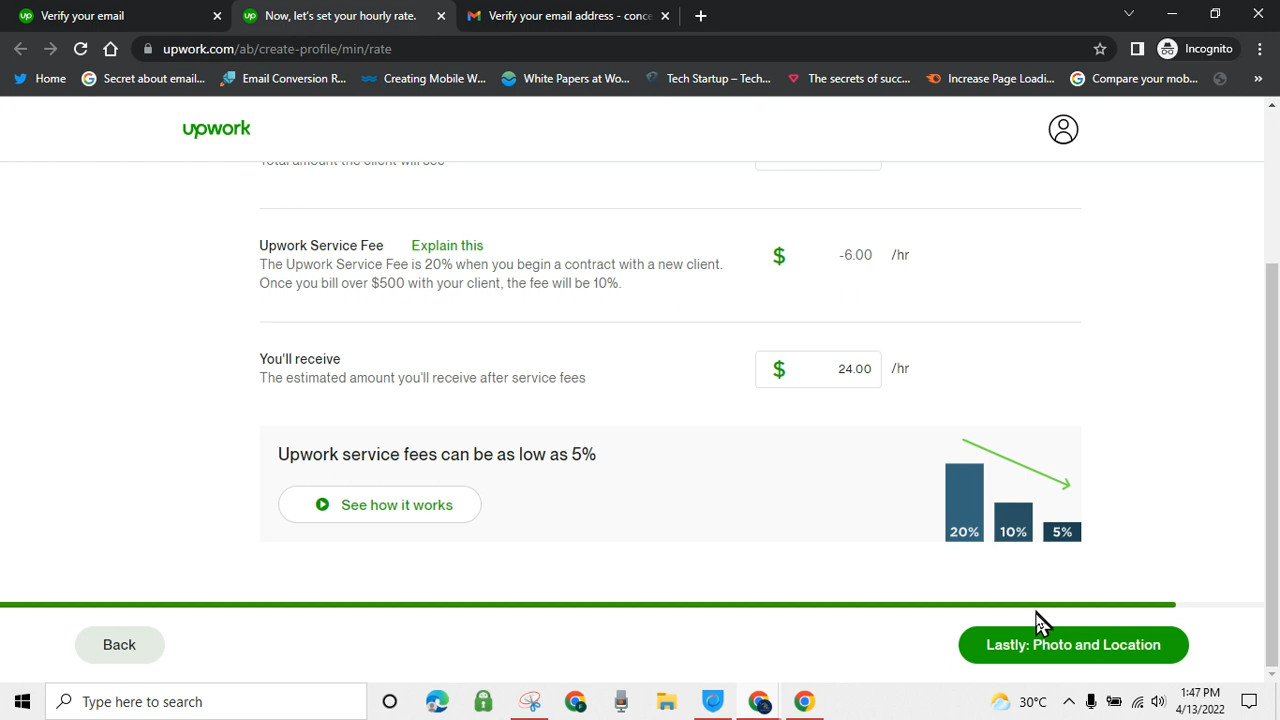 Verify your email
Now, let's set your hourly rate.
Verify your email address - conce
upwork.com/ab/create-profile/min/rate
Incognito
Home
Secret about email...
Email Conversion R...
Creating Mobile W...
White Papers at Wo...
Tech Startup – Tech...
The secrets of succ...
Increase Page Loadi...
Compare your mob...
»
upwork
Total amount the client will see
Upwork Service Fee Explain this
The Upwork Service Fee is 20% when you begin a contract with a new client.
Once you bill over $500 with your client, the fee will be 10%.
$ -6.00 /hr
You'll receive
The estimated amount you'll receive after service fees
$ 24.00 /hr
Upwork service fees can be as low as 5%
See how it works
20% 10% 5%
Back
Lastly: Photo and Location
Type here to search
30°C
1:47 PM
4/13/2022